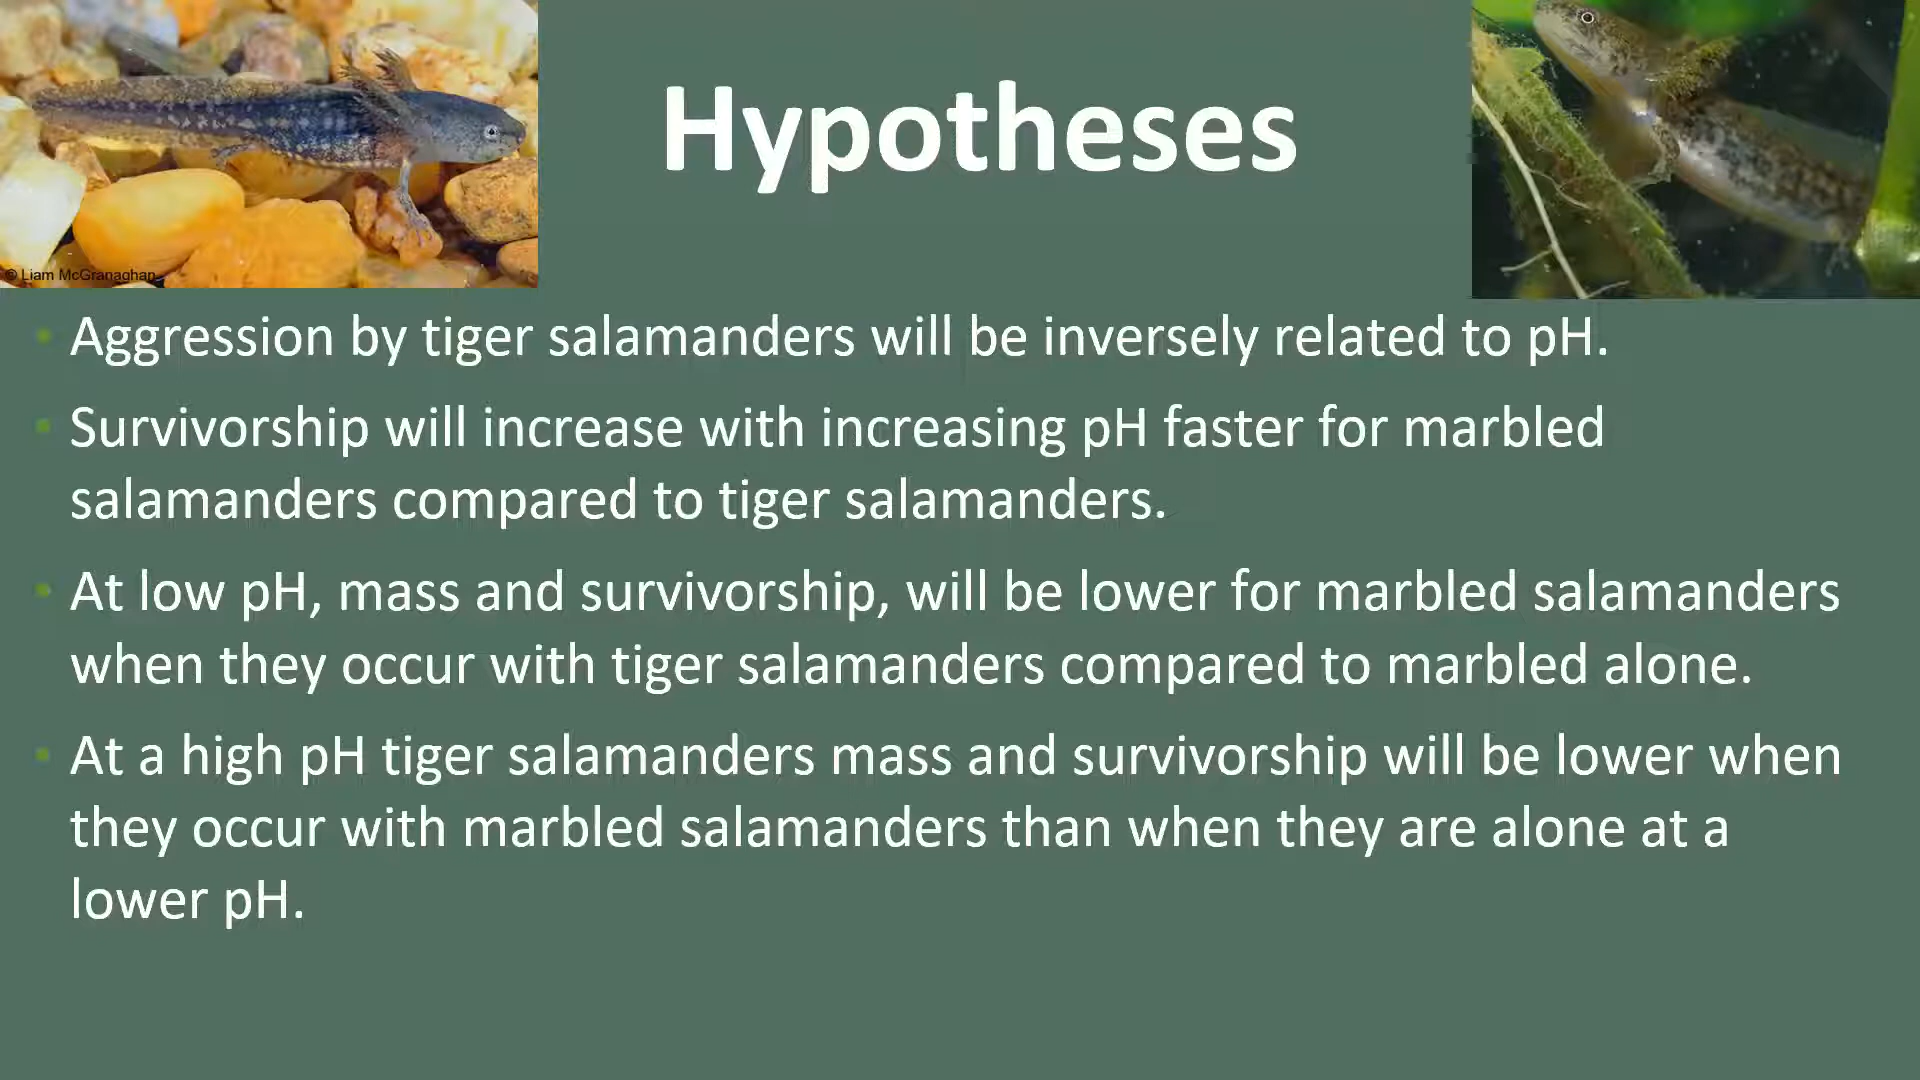 Hypotheses
© Liam McGranaghan
• Aggression by tiger salamanders will be inversely related to pH.
• Survivorship will increase with increasing pH faster for marbled
salamanders compared to tiger salamanders.
• At low pH, mass and survivorship, will be lower for marbled salamanders
when they occur with tiger salamanders compared to marbled alone.
• At a high pH tiger salamanders mass and survivorship will be lower when
they occur with marbled salamanders than when they are alone at a
lower pH.